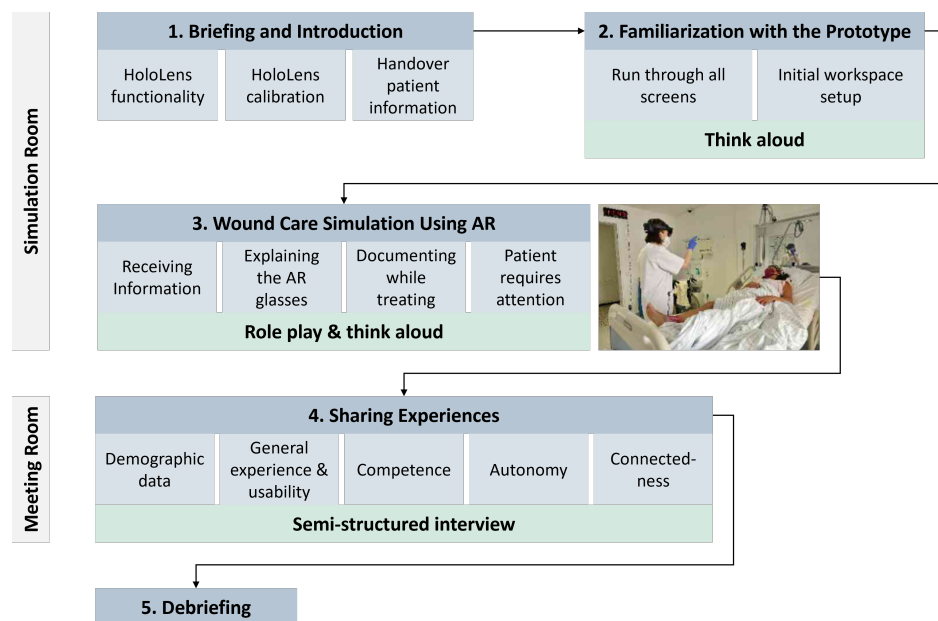 Simulation Room
1. Briefing and Introduction
HoloLens
functionality
HoloLens
calibration
Handover
patient
information
2. Familiarization with the Prototype
Run through all
screens
Initial workspace
setup
Think aloud
3. Wound Care Simulation Using AR
Receiving
Information
Explaining
the AR
glasses
Documenting
while
treating
Patient
requires
attention
Role play & think aloud
Meeting Room
4. Sharing Experiences
Demographic
data
General
experience &
usability
Competence
Autonomy
Connected-
ness
Semi-structured interview
5. Debriefing